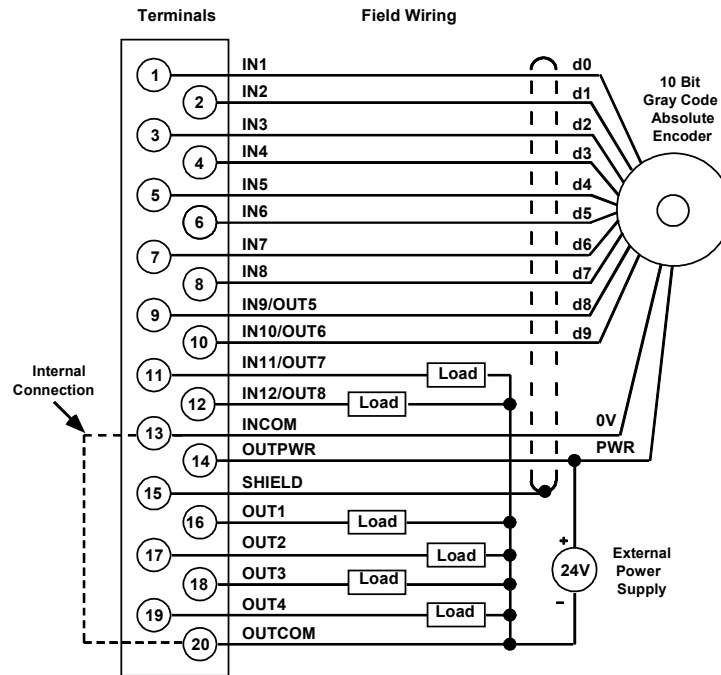 Terminals
Field Wiring
1 IN1 d0
2 IN2 d1
3 IN3 d2
4 IN4 d3
5 IN5 d4
6 IN6 d5
7 IN7 d6
8 IN8 d7
9 IN9/OUT5 d8
10 IN10/OUT6 d9
10 Bit
Gray Code
Absolute
Encoder
Internal
Connection
11 IN11/OUT7 Load
12 IN12/OUT8 Load
13 INCOM 0V
14 OUTPWR PWR
15 SHIELD
16 OUT1 Load
17 OUT2 Load
18 OUT3 Load
19 OUT4 Load
20 OUTCOM
+
24V
–
External
Power
Supply